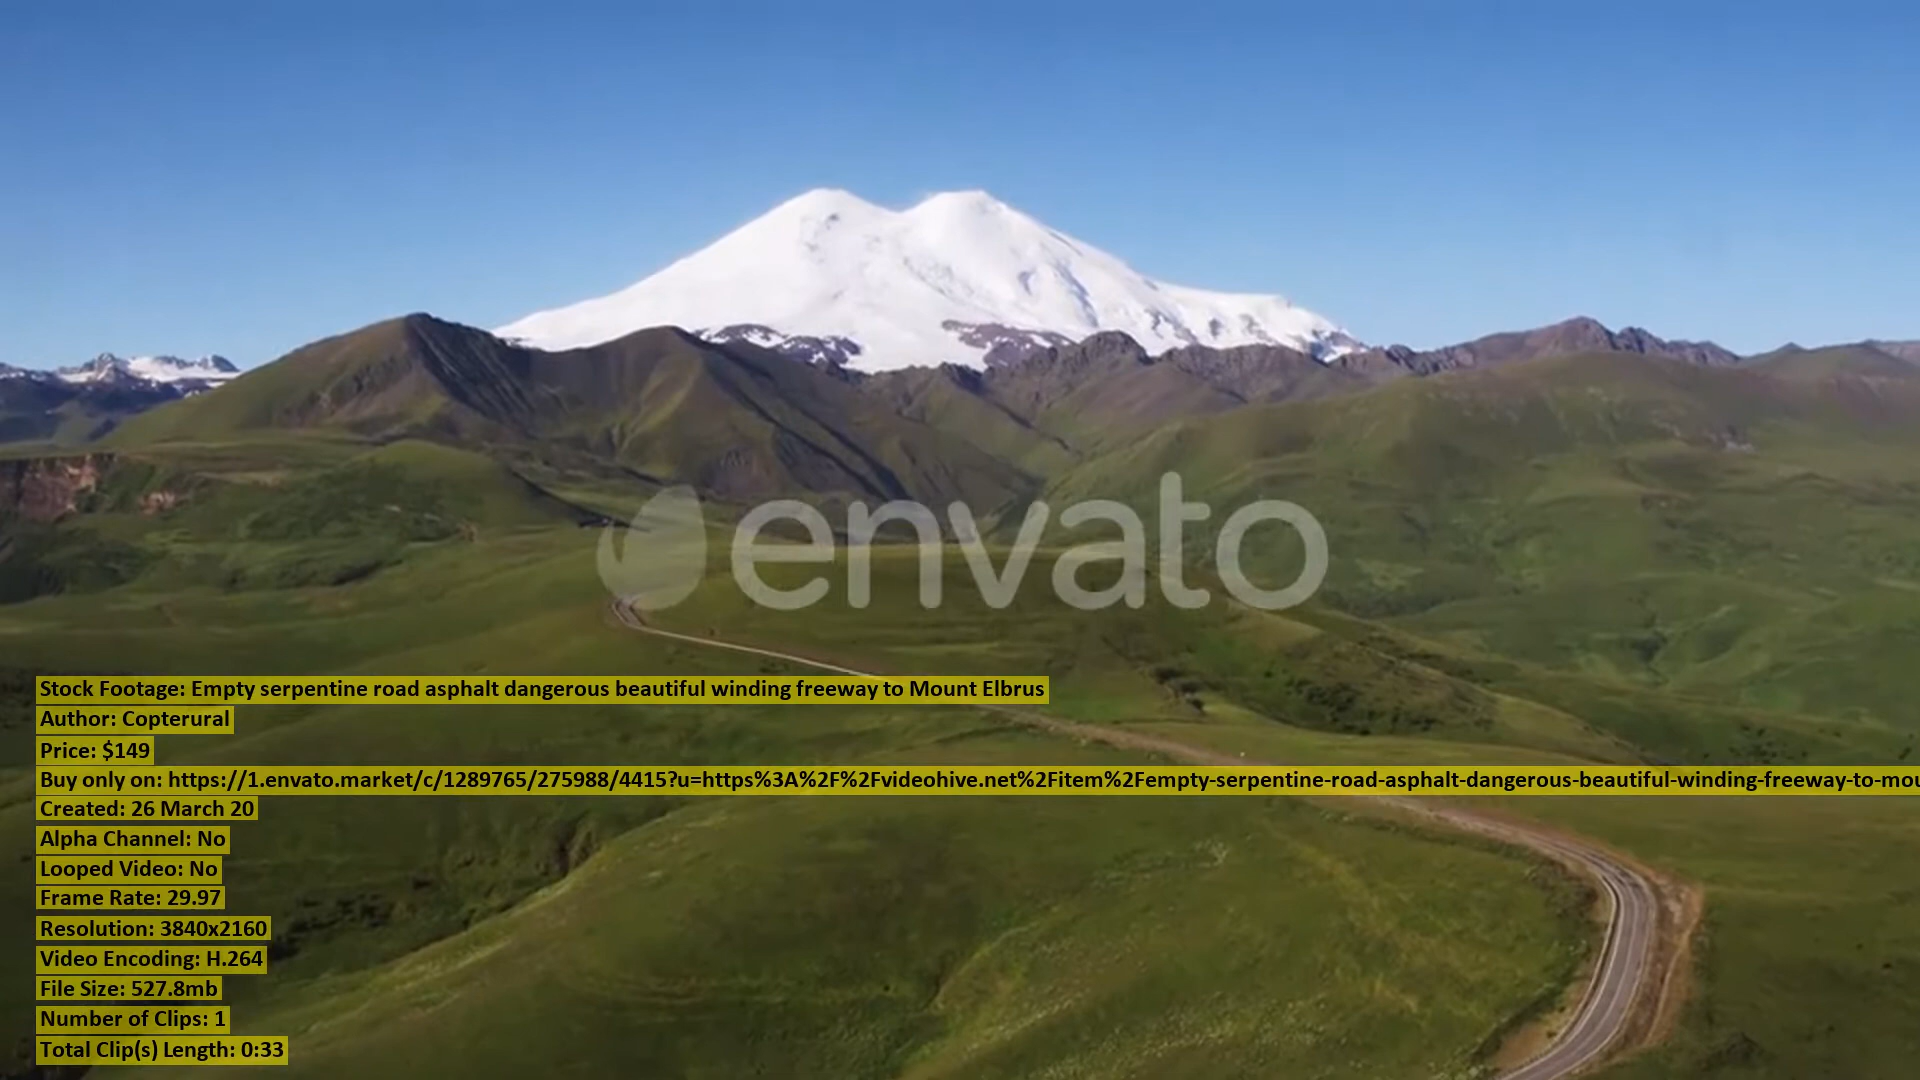 envato
Stock Footage: Empty serpentine road asphalt dangerous beautiful winding freeway to Mount Elbrus
Author: Copterural
Price: $149
Buy only on: https://1.envato.market/c/1289765/275988/4415?u=https%3A%2F%2Fvideohive.net%2Fitem%2Fempty-serpentine-road-asphalt-dangerous-beautiful-winding-freeway-to-mou
Created: 26 March 20
Alpha Channel: No
Looped Video: No
Frame Rate: 29.97
Resolution: 3840x2160
Video Encoding: H.264
File Size: 527.8mb
Number of Clips: 1
Total Clip(s) Length: 0:33